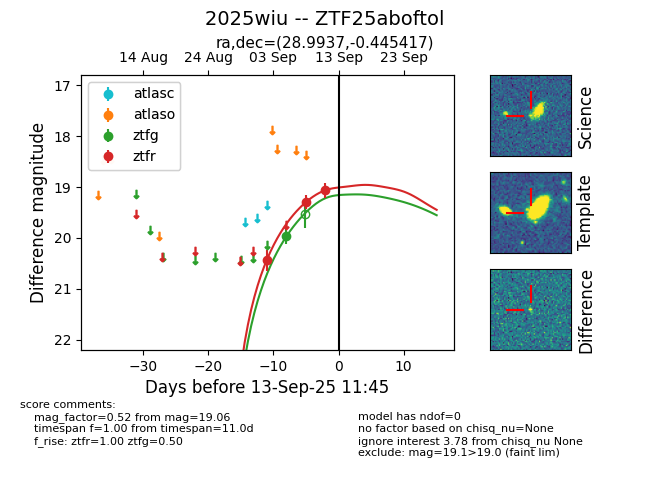 2025wiu -- ZTF25aboftol
ra,dec=(28.9937,-0.445417)
14 Aug 24 Aug 03 Sep 13 Sep 23 Sep
17
18
19
20
21
22
Difference magnitude
atlasc
atlaso
ztfg
ztfr
−30 −20 −10 0 10
Days before 13-Sep-25 11:45
Science
Template
Difference
score comments:
mag_factor=0.52 from mag=19.06
timespan f=1.00 from timespan=11.0d
f_rise: ztfr=1.00 ztfg=0.50
model has ndof=0
no factor based on chisq_nu=None
ignore interest 3.78 from chisq_nu None
exclude: mag=19.1>19.0 (faint lim)